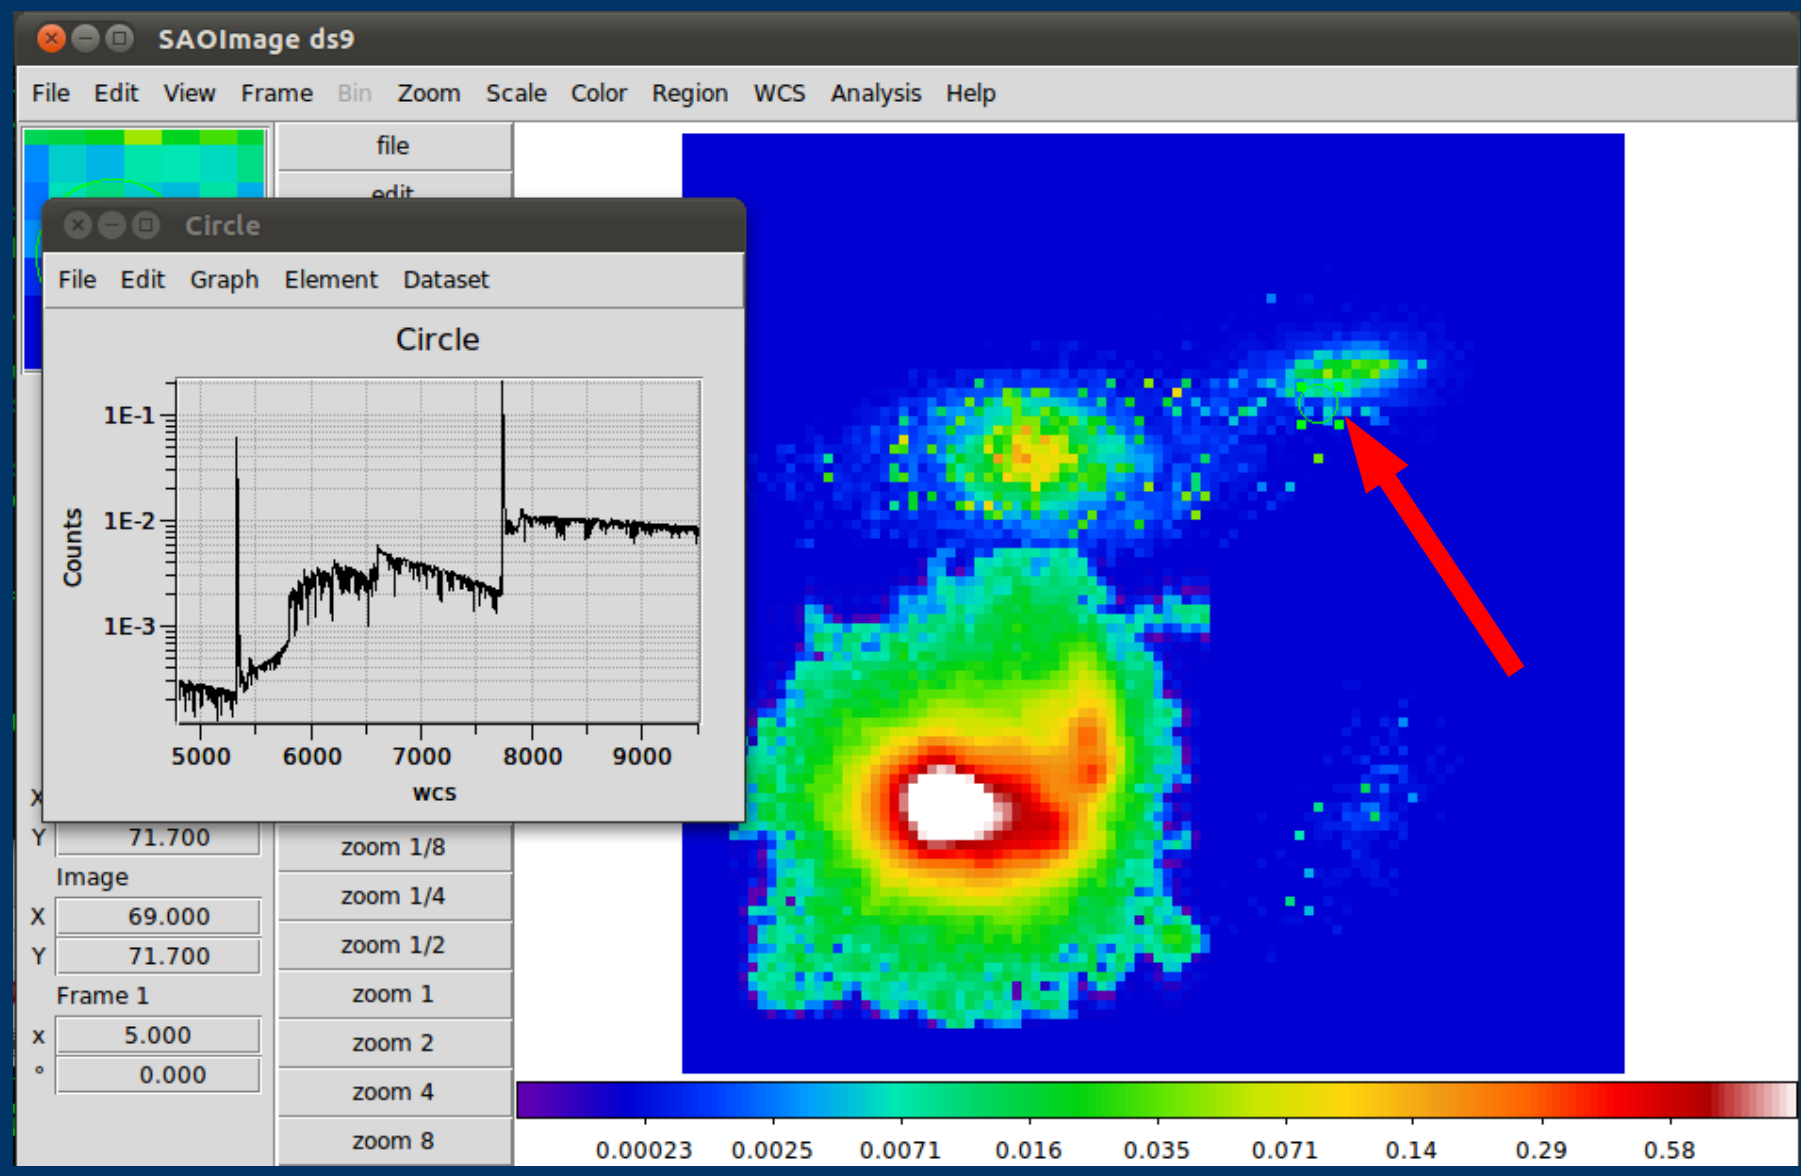 SAOImage ds9
File Edit View Frame Bin Zoom Scale Color Region WCS Analysis Help
file
edit
Circle
File Edit Graph Element Dataset
Circle
1E-1
1E-2
1E-3
Counts
5000 6000 7000 8000 9000
WCS
X
Y 71.700
Image
X 69.000
Y 71.700
Frame 1
x 5.000
° 0.000
zoom 1/8
zoom 1/4
zoom 1/2
zoom 1
zoom 2
zoom 4
zoom 8
0.00023 0.0025 0.0071 0.016 0.035 0.071 0.14 0.29 0.58